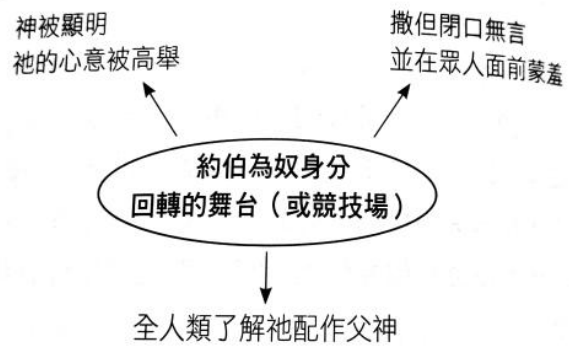 神被顯明
祂的心意被高舉
撒但閉口無言
並在眾人面前蒙羞
約伯為奴身分
回轉的舞台（或競技場）
全人類了解祂配作父神